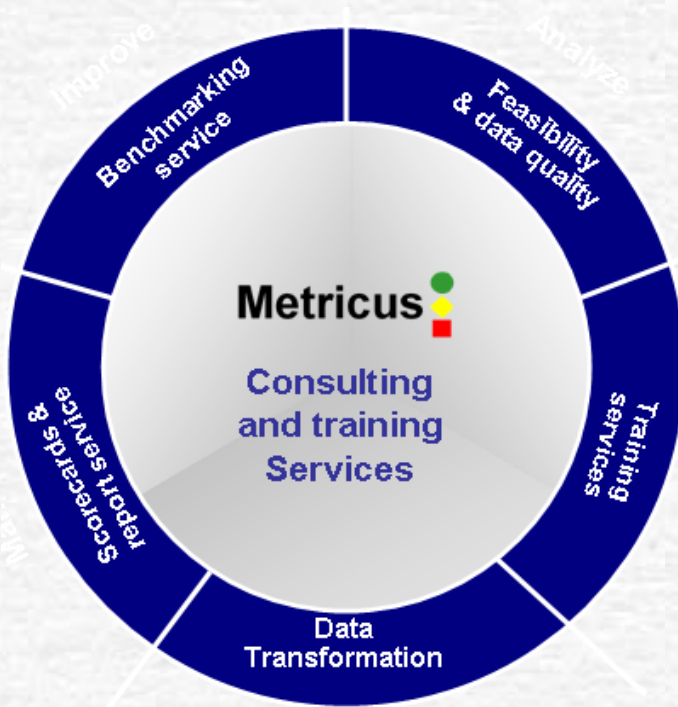 Improve
Analyze
Benchmarking
service
Feasibility
& data quality
Metricus
Consulting
and training
Services
Scorecards &
report service
Training
services
Data
Transformation